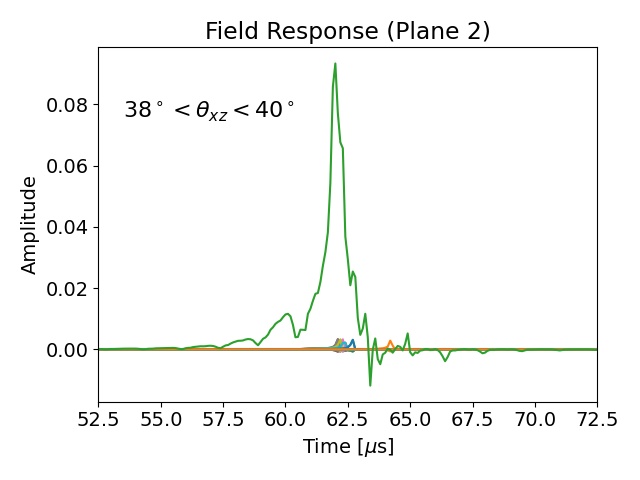 Field Response (Plane 2)
38° < θxz < 40°
Amplitude
0.08
0.06
0.04
0.02
0.00
52.5 55.0 57.5 60.0 62.5 65.0 67.5 70.0 72.5
Time [μs]